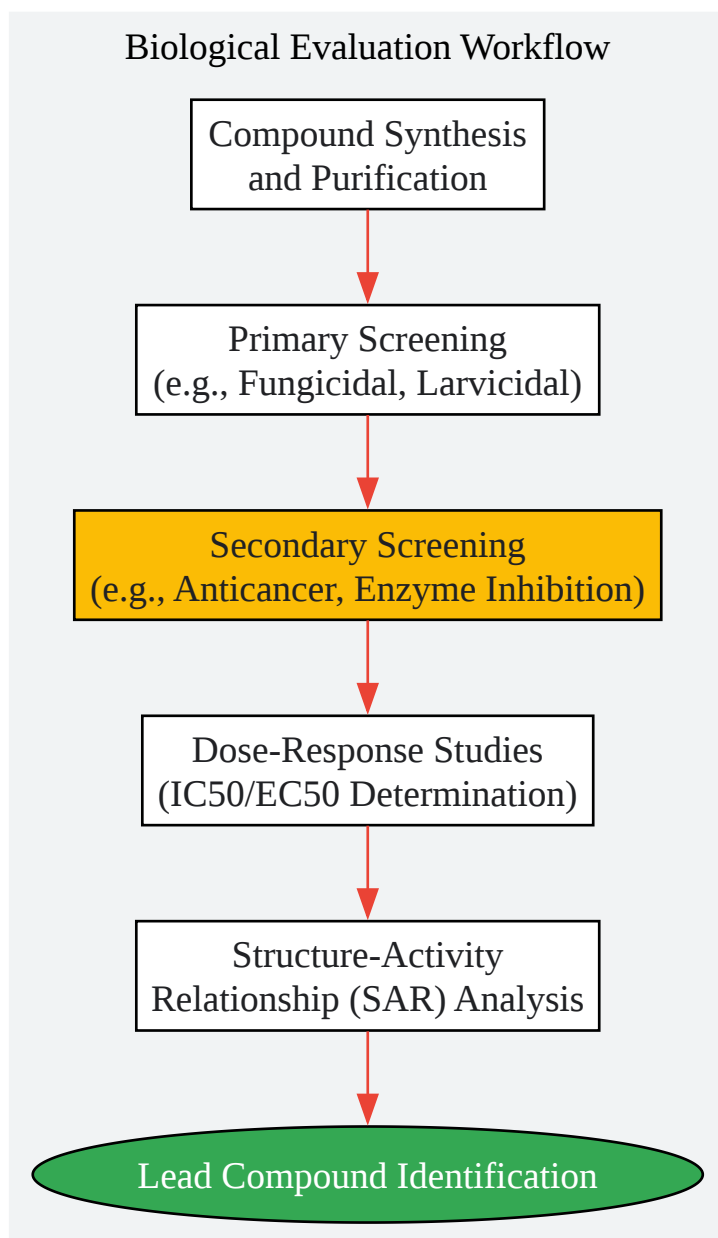 Biological Evaluation Workflow
Compound Synthesis
and Purification
Primary Screening
(e.g., Fungicidal, Larvicidal)
Secondary Screening
(e.g., Anticancer, Enzyme Inhibition)
Dose-Response Studies
(IC50/EC50 Determination)
Structure-Activity
Relationship (SAR) Analysis
Lead Compound Identification